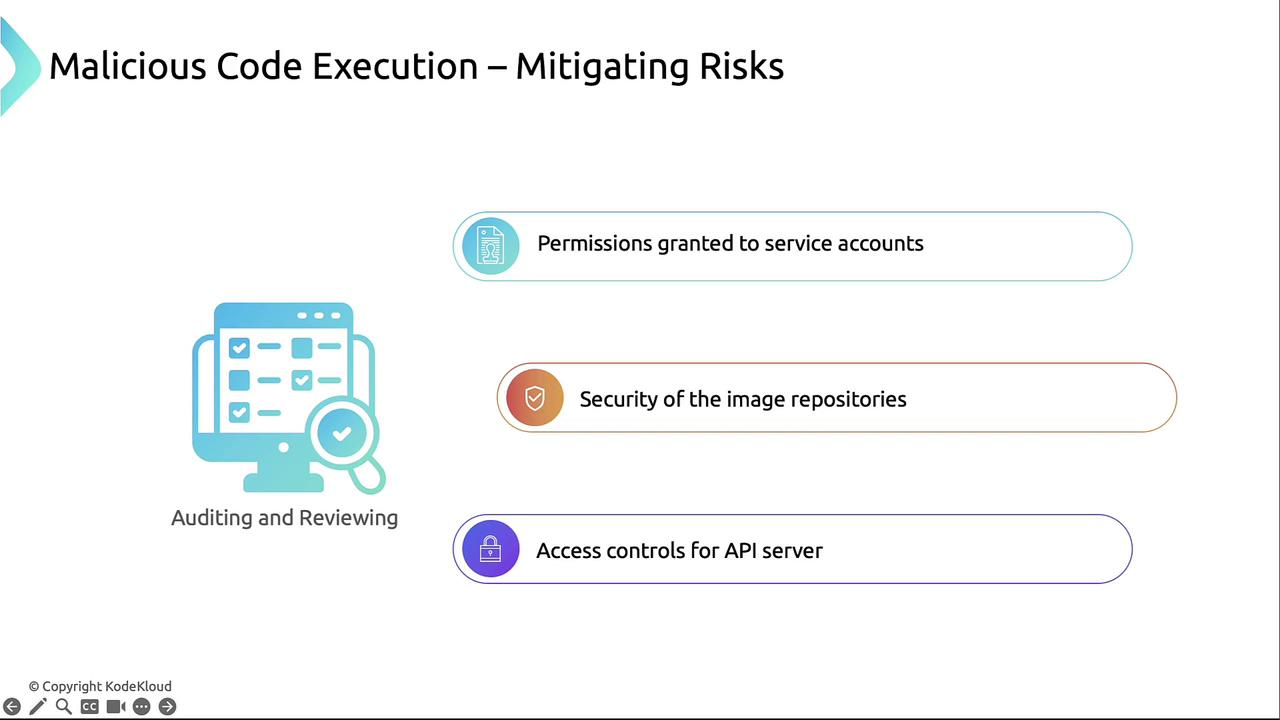 Malicious Code Execution – Mitigating Risks
Permissions granted to service accounts
Security of the image repositories
Access controls for API server
Auditing and Reviewing
© Copyright KodeKloud
CC